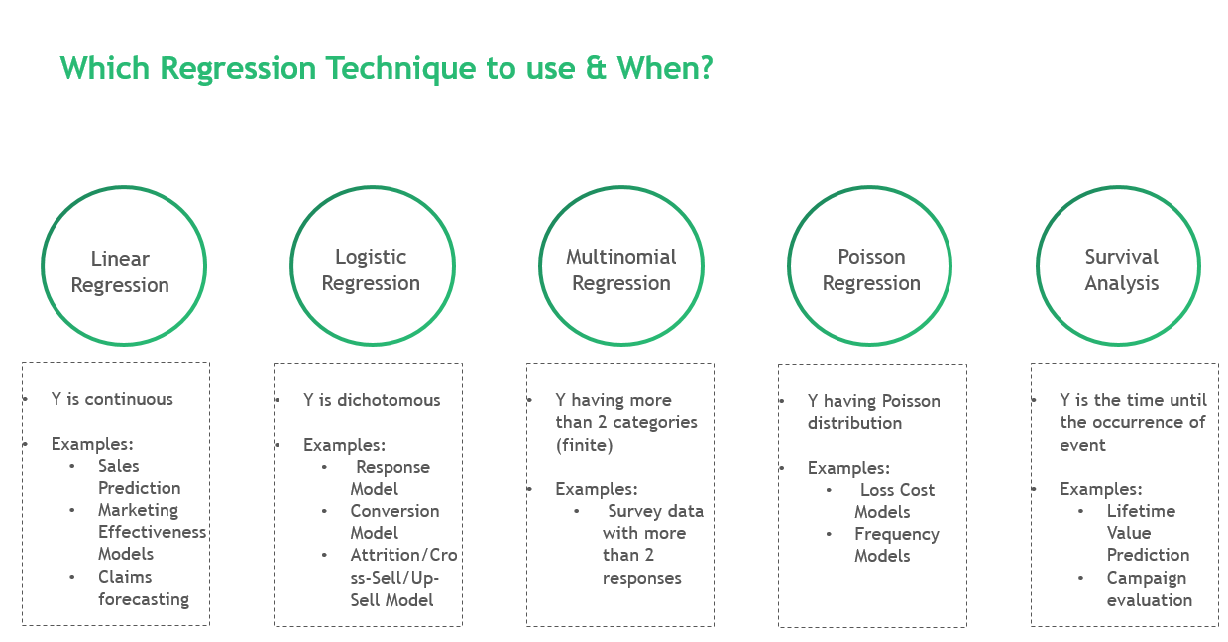 Which Regression Technique to use & When?
Linear
Regression
Logistic
Regression
Multinomial
Regression
Poisson
Regression
Survival
Analysis
• Y is continuous
• Examples:
• Sales
Prediction
• Marketing
Effectiveness
Models
• Claims
forecasting
• Y is dichotomous
• Examples:
• Response
Model
• Conversion
Model
• Attrition/Cro
ss-Sell/Up-
Sell Model
• Y having more
than 2 categories
(finite)
• Examples:
• Survey data
with more
than 2
responses
• Y having Poisson
distribution
• Examples:
• Loss Cost
Models
• Frequency
Models
• Y is the time until
the occurrence of
event
• Examples:
• Lifetime
Value
Prediction
• Campaign
evaluation